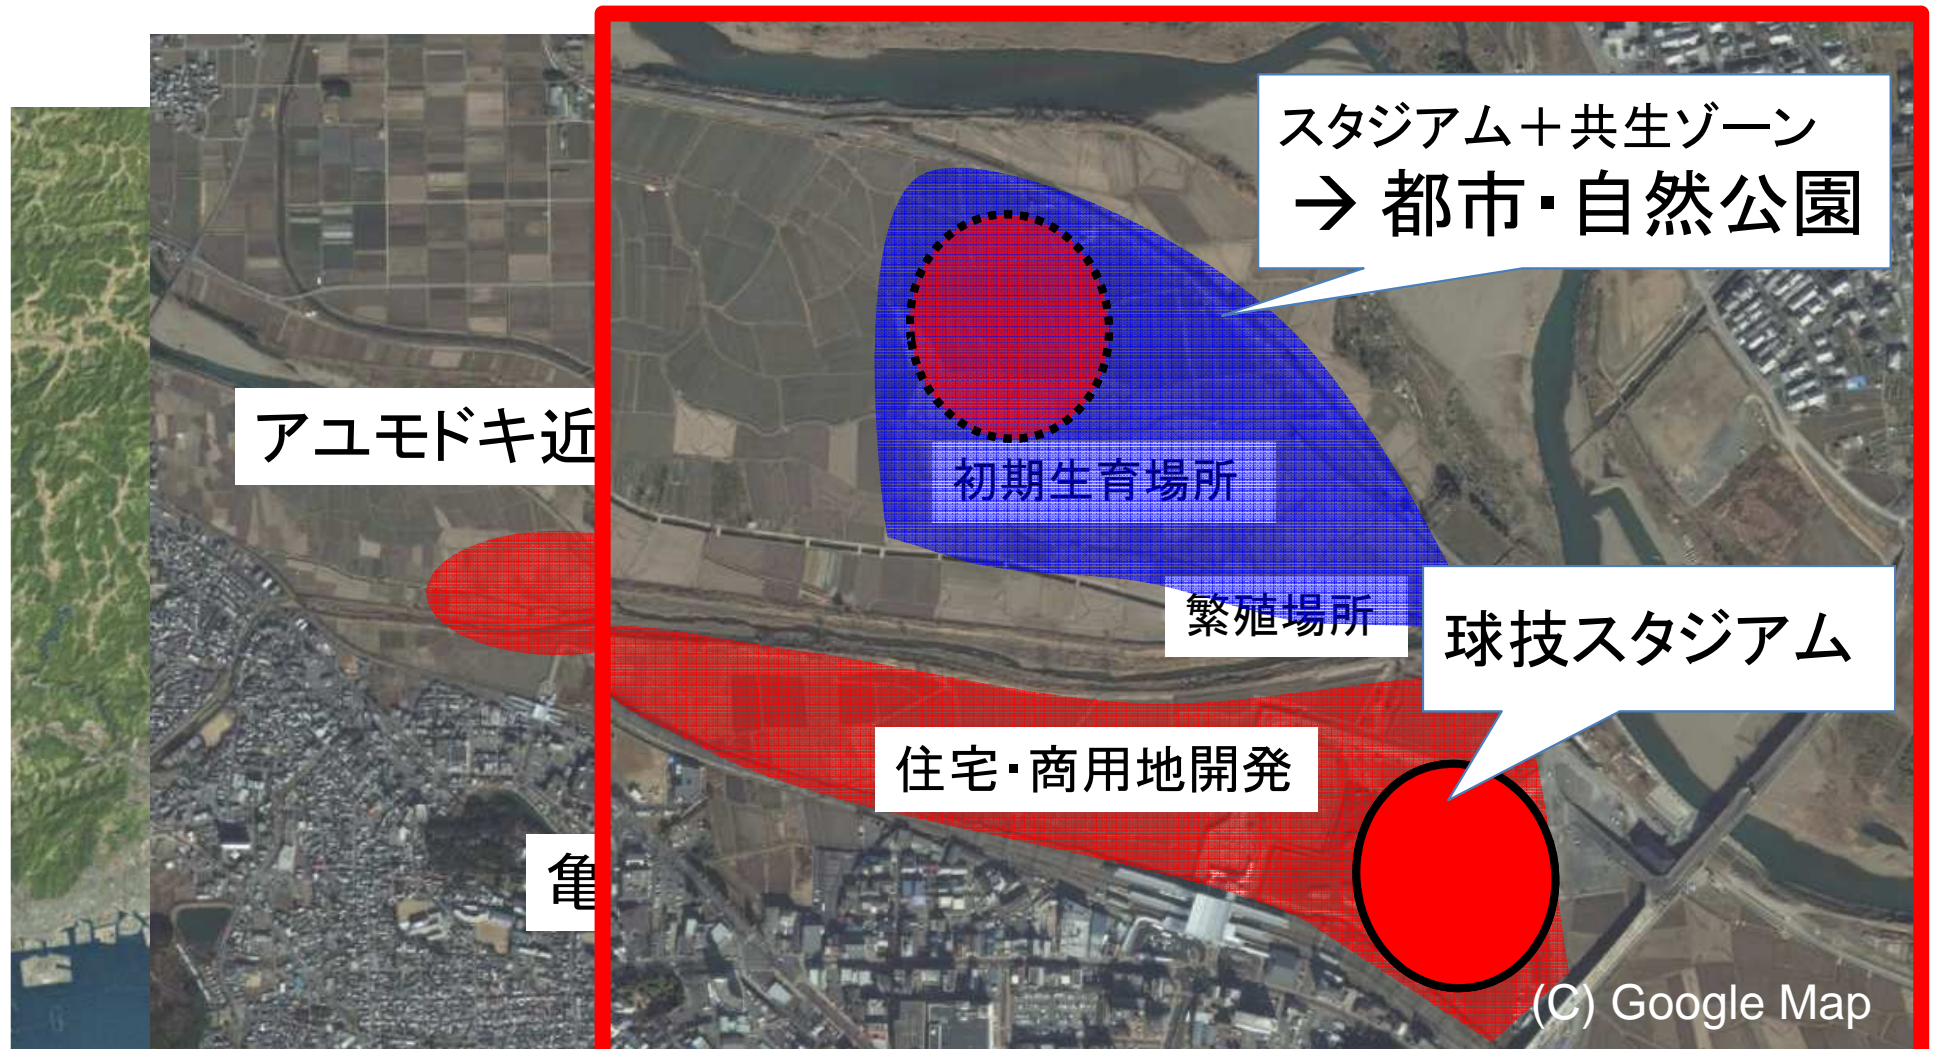 スタジアム＋共生ゾーン
→ 都市・自然公園
アユモドキ近
初期生育場所
繁殖場所
球技スタジアム
住宅・商用地開発
亀
(C) Google Map